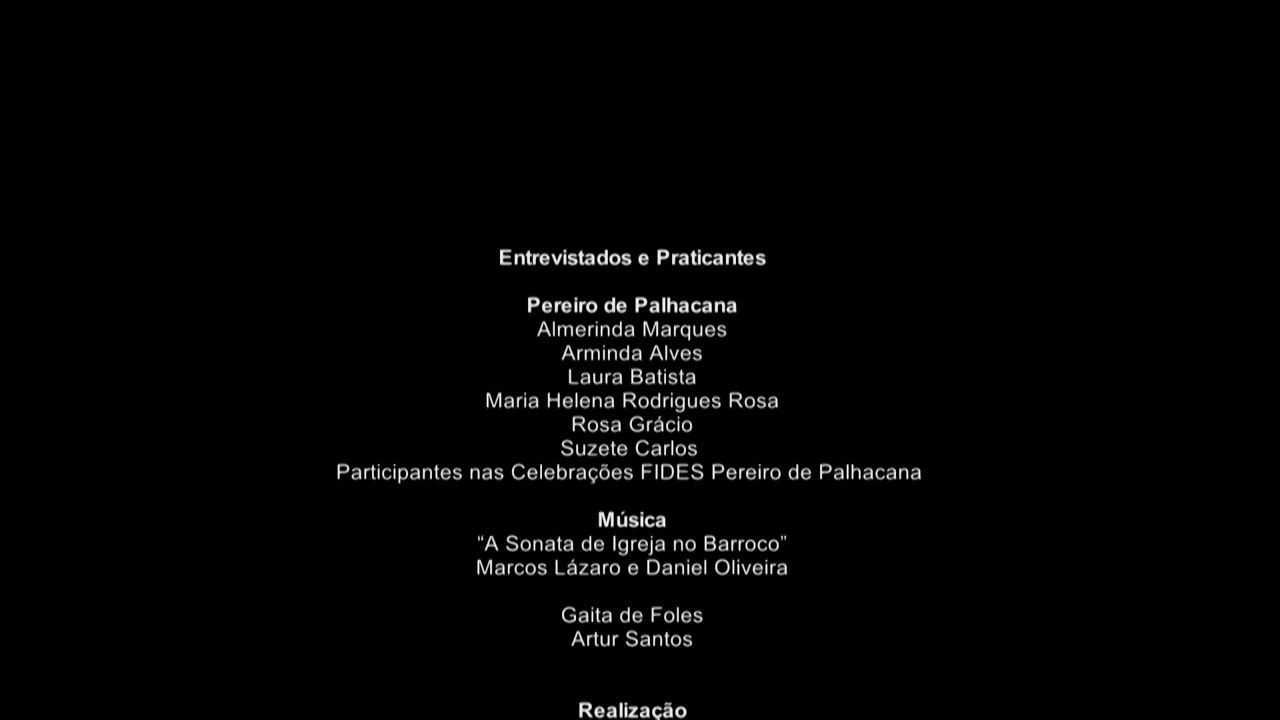 Entrevistados e Praticantes
Pereiro de Palhacana
Almerinda Marques
Arminda Alves
Laura Batista
Maria Helena Rodrigues Rosa
Rosa Grácio
Suzete Carlos
Participantes nas Celebrações FIDES Pereiro de Palhacana
Música
“A Sonata de Igreja no Barroco”
Marcos Lázaro e Daniel Oliveira
Gaita de Foles
Artur Santos
Realização